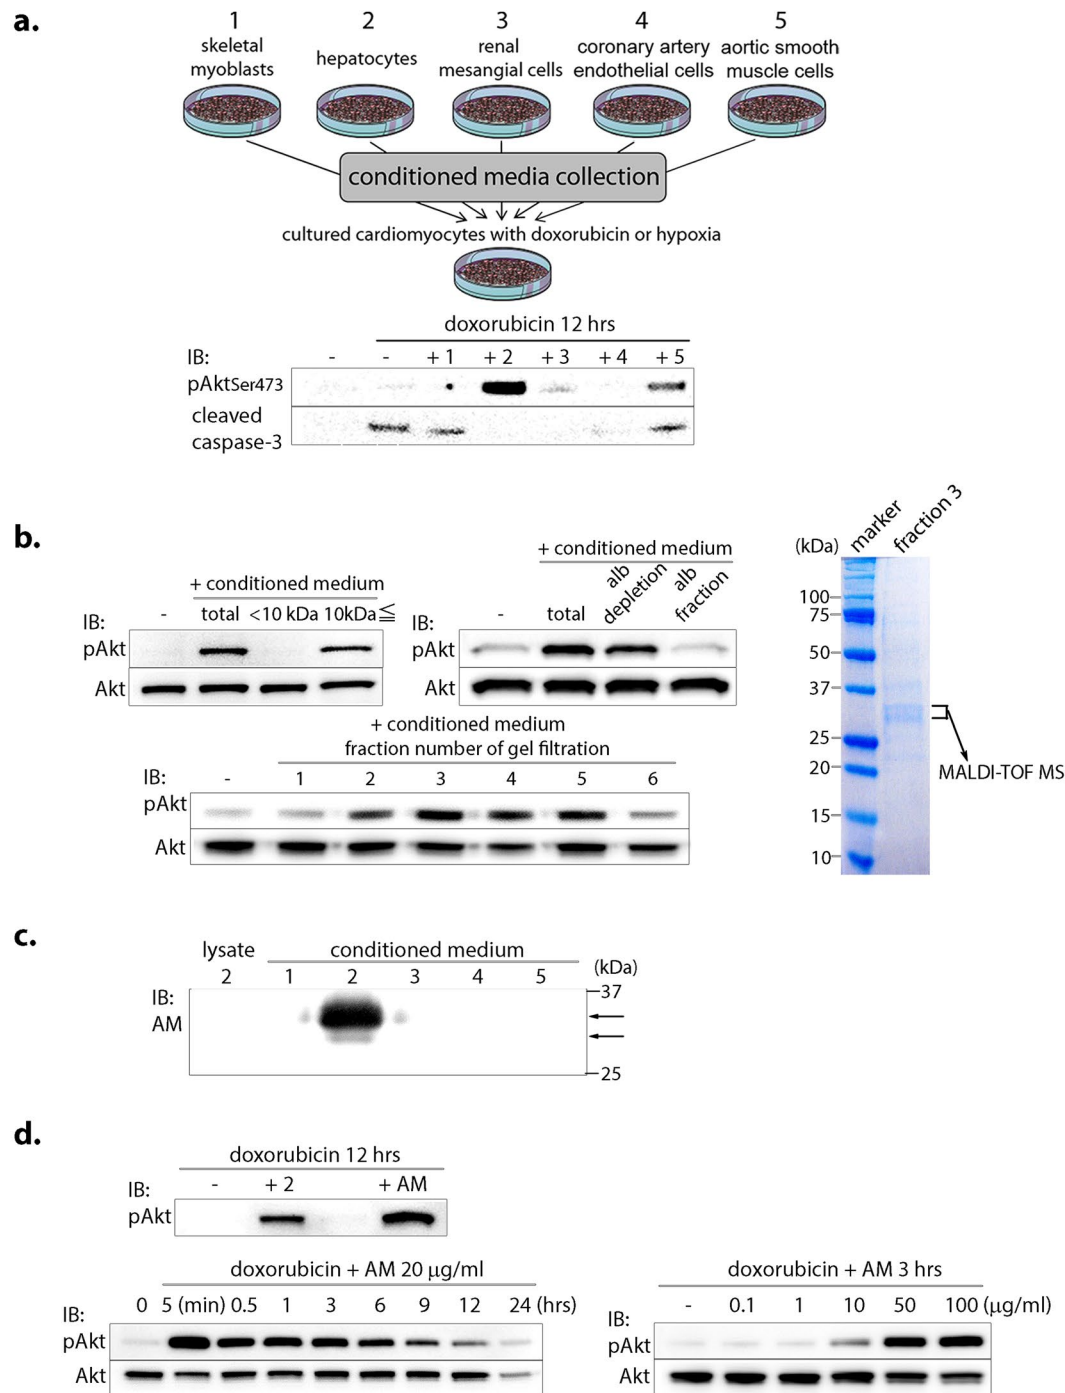 a.
1 2 3 4 5
skeletal myoblasts
hepatocytes
renal mesangial cells
coronary artery endothelial cells
aortic smooth muscle cells
conditioned media collection
cultured cardiomyocytes with doxorubicin or hypoxia
doxorubicin 12 hrs
IB: - - + 1 + 2 + 3 + 4 + 5
pAktSer473
cleaved
caspase-3
b.
+ conditioned medium
IB: - total <10 kDa 10kDa≦
pAkt
Akt
+ conditioned medium
IB: - total alb depletion alb fraction
pAkt
Akt
+ conditioned medium
fraction number of gel filtration
IB: - 1 2 3 4 5 6
pAkt
Akt
(kDa) marker fraction 3
100
75
50
37
25
20
15
10
MALDI-TOF MS
c.
lysate conditioned medium
2 1 2 3 4 5 (kDa)
IB:
AM
37
25
d.
doxorubicin 12 hrs
IB: - + 2 + AM
pAkt
doxorubicin + AM 20 μg/ml
IB: 0 5 (min) 0.5 1 3 6 9 12 24 (hrs)
pAkt
Akt
doxorubicin + AM 3 hrs
IB: - 0.1 1 10 50 100 (μg/ml)
pAkt
Akt